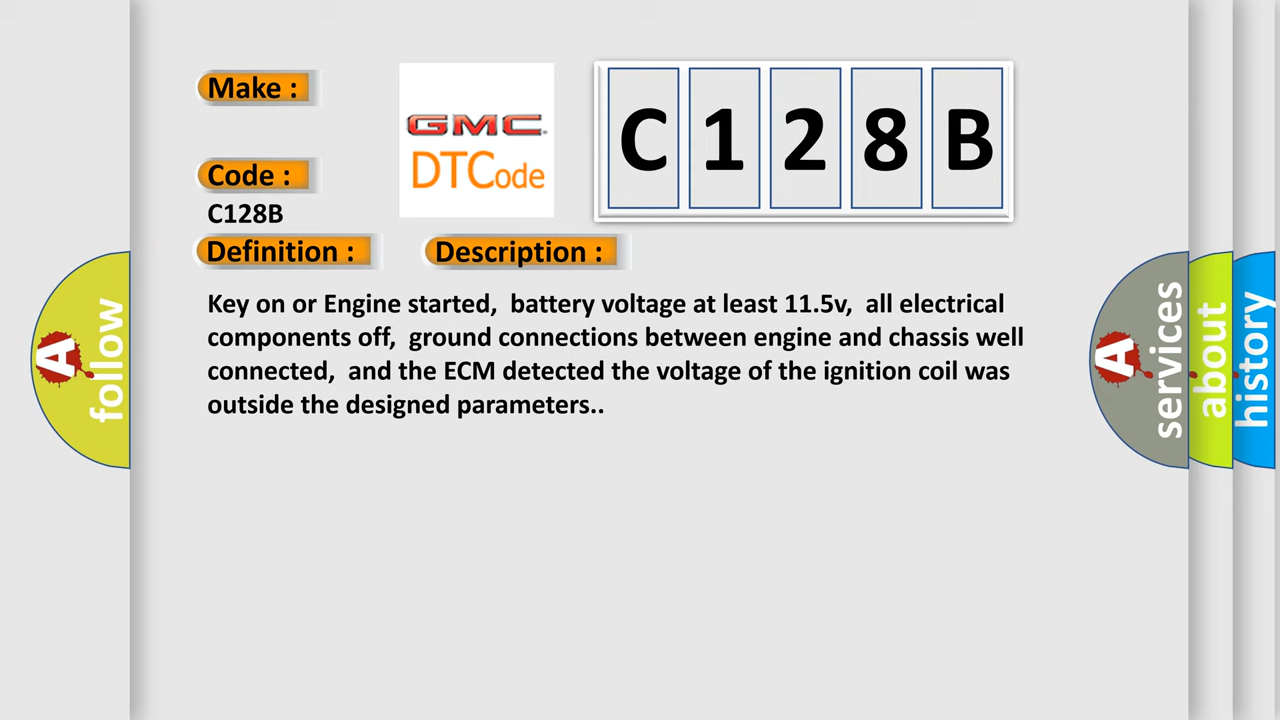 Make :
GMC
DTCode
C128B
Code :
C128B
Definition :
Description :
Key on or Engine started,  battery voltage at least 11.5v,  all electrical
components off,  ground connections between engine and chassis well
connected,  and the ECM detected the voltage of the ignition coil was
outside the designed parameters..
A follow
A services
about
history